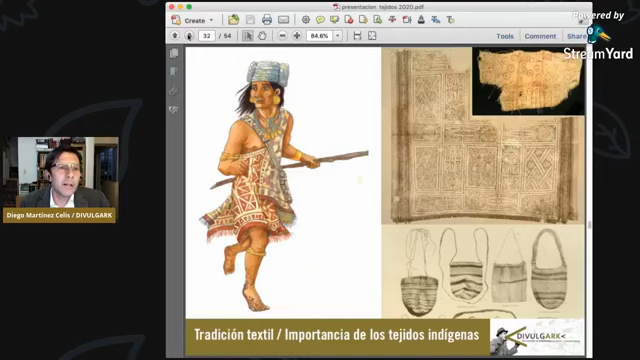 presentacion_tejidos 2020.pdf
Powered by
StreamYard
Create
32 / 54
84.6%
Tools
Comment
Share
Diego Martínez Celis / DIVULGARK
Tradición textil / Importancia de los tejidos indígenas
DIVULGARK